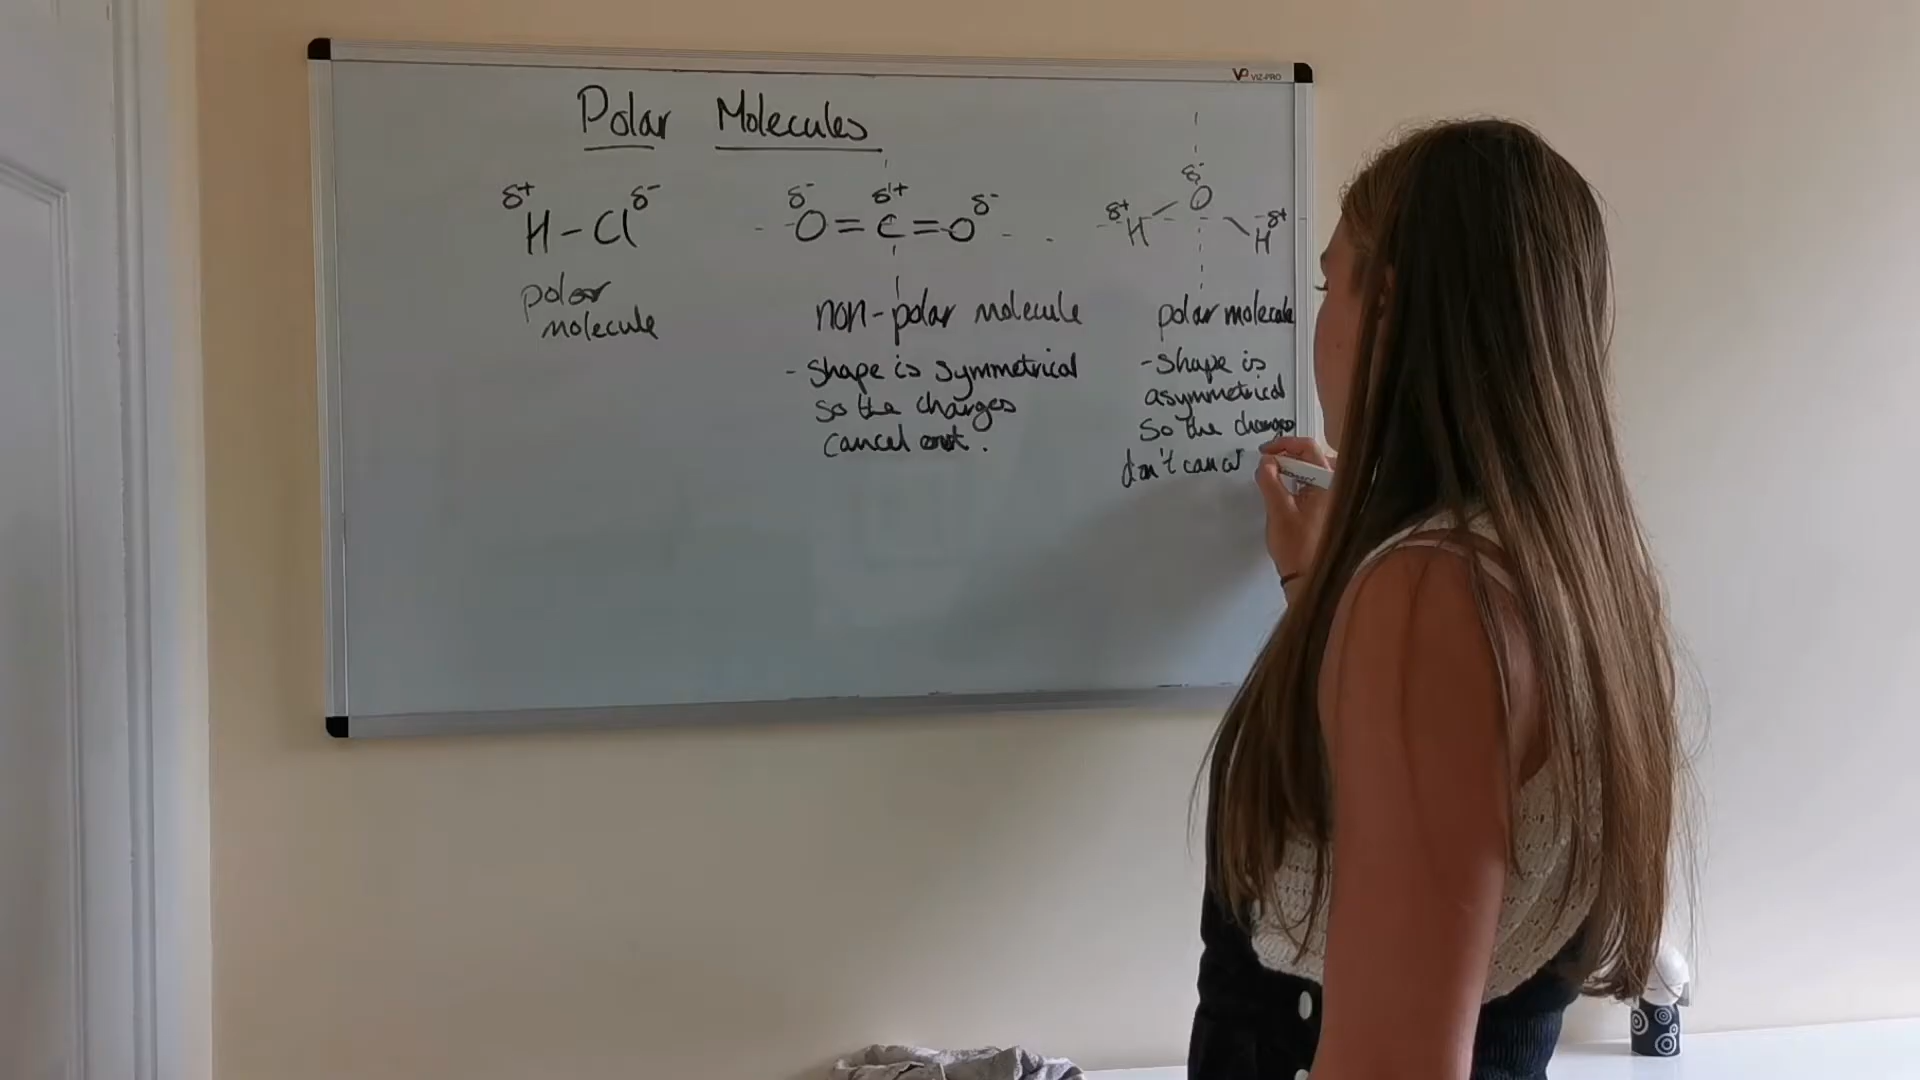 VIZ-PRO
Polar Molecules
δ+ δ-
H-Cl
polar
molecule
δ- δ+ δ-
O=C=O
non-polar molecule
- Shape is symmetrical
so the charges
cancel out.
δ-
O
δ+ δ+
H H
polar molecule
- Shape is
asymmetrical
so the charges
don't cancel